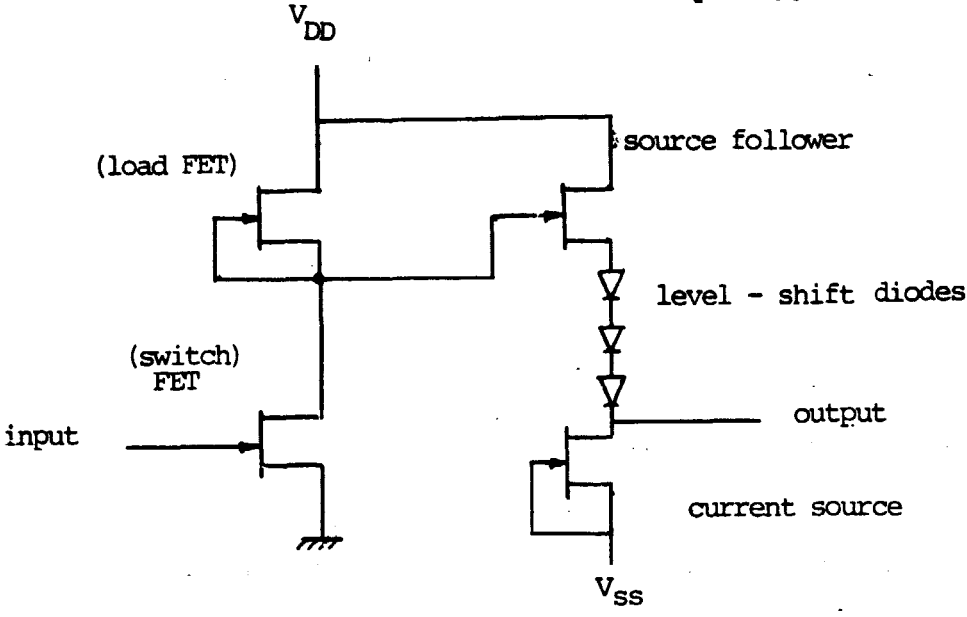 V_DD
source follower
(load FET)
level - shift diodes
(switch)
FET
output
input
current source
V_SS